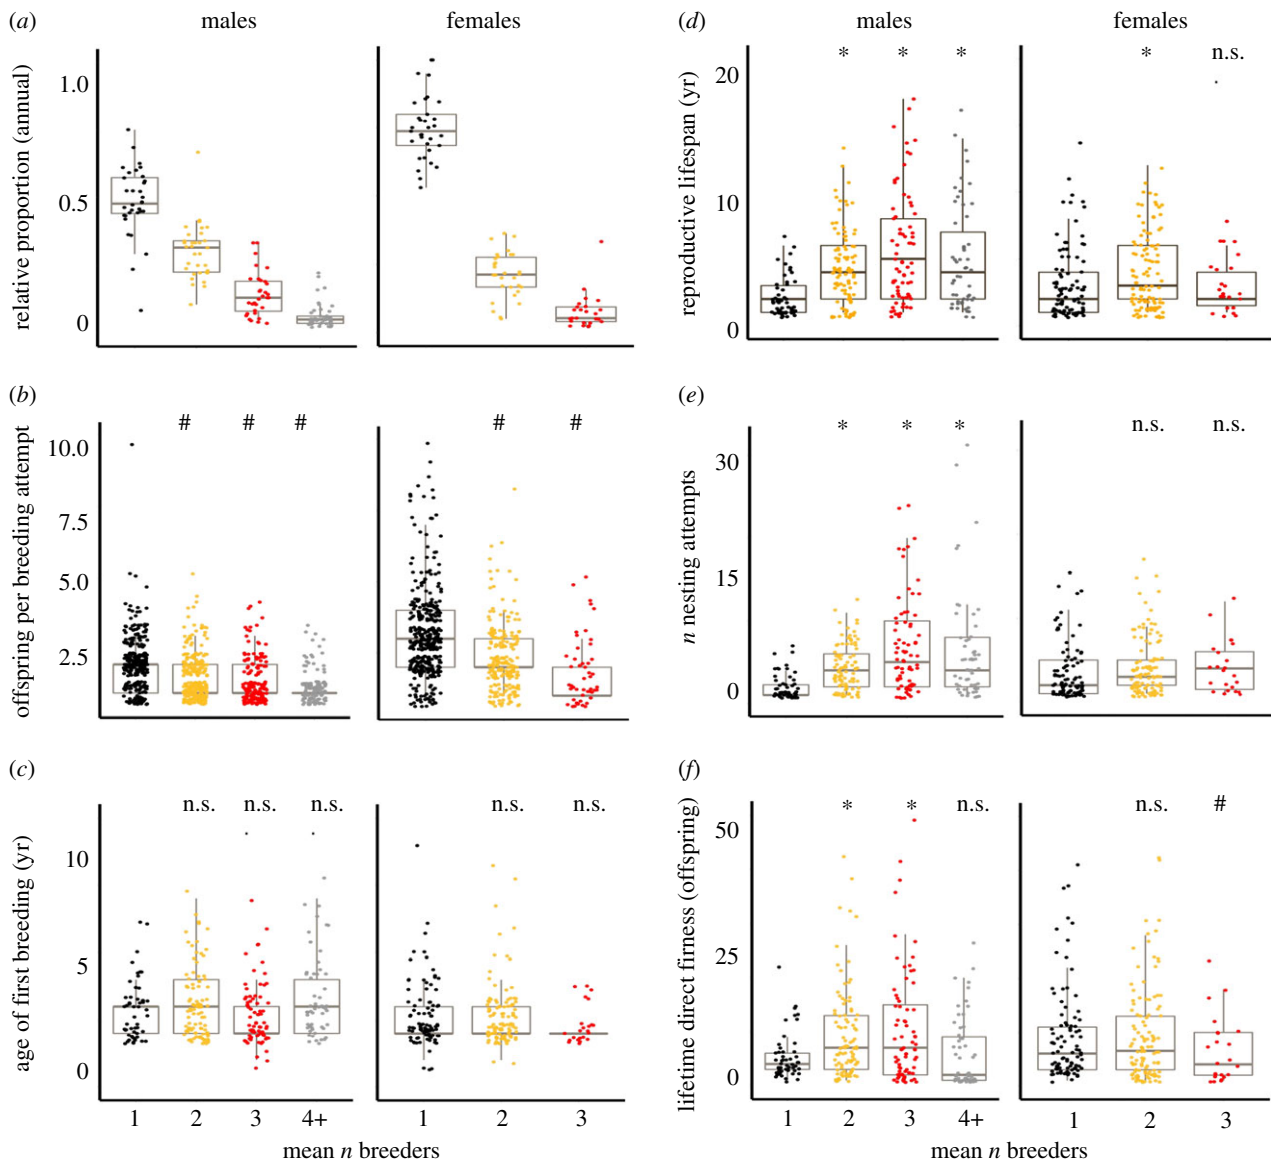 (a) males females
relative proportion (annual)
1.0
0.5
0
(b)
# # # # #
offspring per breeding attempt
10.0
7.5
5.0
2.5
(c)
n.s. n.s. n.s. n.s. n.s.
age of first breeding (yr)
10
5
0
1 2 3 4+ 1 2 3
mean n breeders
(d) males females
* * * * n.s.
reproductive lifespan (yr)
20
10
0
(e)
* * * n.s. n.s.
n nesting attempts
30
15
0
(f)
* * n.s. n.s. #
lifetime direct firness (offspring)
50
25
0
1 2 3 4+ 1 2 3
mean n breeders